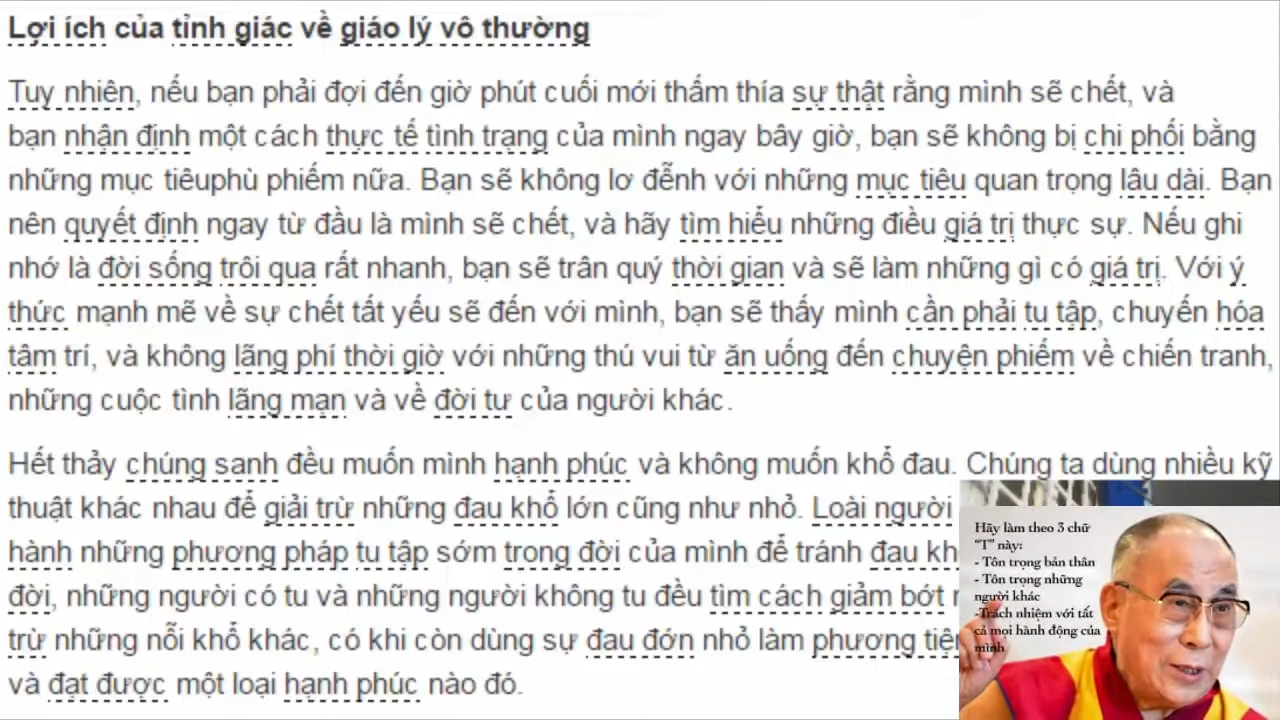 Lợi ích của tỉnh giác về giáo lý vô thường
Tuy nhiên, nếu bạn phải đợi đến giờ phút cuối mới thấm thía sự thật rằng mình sẽ chết, và
bạn nhận định một cách thực tế tình trạng của mình ngay bây giờ, bạn sẽ không bị chi phối bằng
những mục tiêuphù phiếm nữa. Bạn sẽ không lơ đễnh với những mục tiêu quan trọng lâu dài. Bạn
nên quyết định ngay từ đầu là mình sẽ chết, và hãy tìm hiểu những điều giá trị thực sự. Nếu ghi
nhớ là đời sống trôi qua rất nhanh, bạn sẽ trân quý thời gian và sẽ làm những gì có giá trị. Với ý
thức mạnh mẽ về sự chết tất yếu sẽ đến với mình, bạn sẽ thấy mình cần phải tu tập, chuyển hóa
tâm trí, và không lãng phí thời giờ với những thú vui từ ăn uống đến chuyện phiếm về chiến tranh,
những cuộc tình lãng mạn và về đời tư của người khác.
Hết thảy chúng sanh đều muốn mình hạnh phúc và không muốn khổ đau. Chúng ta dùng nhiều kỹ
thuật khác nhau để giải trừ những đau khổ lớn cũng như nhỏ. Loài người
hành những phương pháp tu tập sớm trong đời của mình để tránh đau
đời, những người có tu và những người không tu đều tìm cách giảm bớt
trừ những nỗi khổ khác, có khi còn dùng sự đau đớn nhỏ làm phương
và đạt được một loại hạnh phúc nào đó.
Hãy làm theo 3 chữ
"T" này:
- Tôn trọng bản thân
- Tôn trọng những
người khác
-Trách nhiệm với tất
cả mọi hành động của
mình